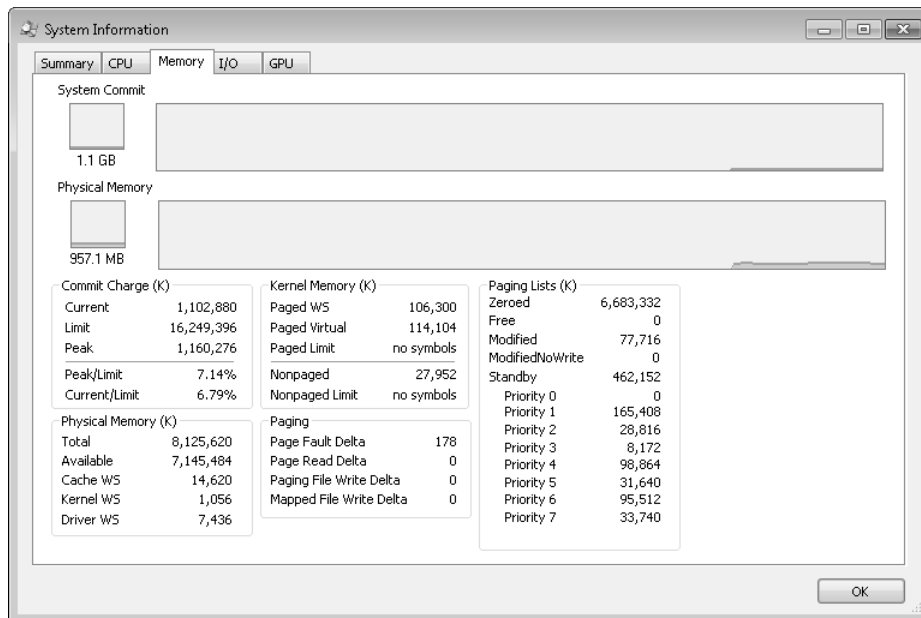 System Information
Summary CPU Memory I/O GPU
System Commit
1.1 GB
Physical Memory
957.1 MB
Commit Charge (K)
Current 1,102,880
Limit 16,249,396
Peak 1,160,276
Peak/Limit 7.14%
Current/Limit 6.79%
Physical Memory (K)
Total 8,125,620
Available 7,145,484
Cache WS 14,620
Kernel WS 1,056
Driver WS 7,436
Kernel Memory (K)
Paged WS 106,300
Paged Virtual 114,104
Paged Limit no symbols
Nonpaged 27,952
Nonpaged Limit no symbols
Paging
Page Fault Delta 178
Page Read Delta 0
Paging File Write Delta 0
Mapped File Write Delta 0
Paging Lists (K)
Zeroed 6,683,332
Free 0
Modified 77,716
ModifiedNoWrite 0
Standby 462,152
Priority 0 0
Priority 1 165,408
Priority 2 28,816
Priority 3 8,172
Priority 4 98,864
Priority 5 31,640
Priority 6 95,512
Priority 7 33,740
OK